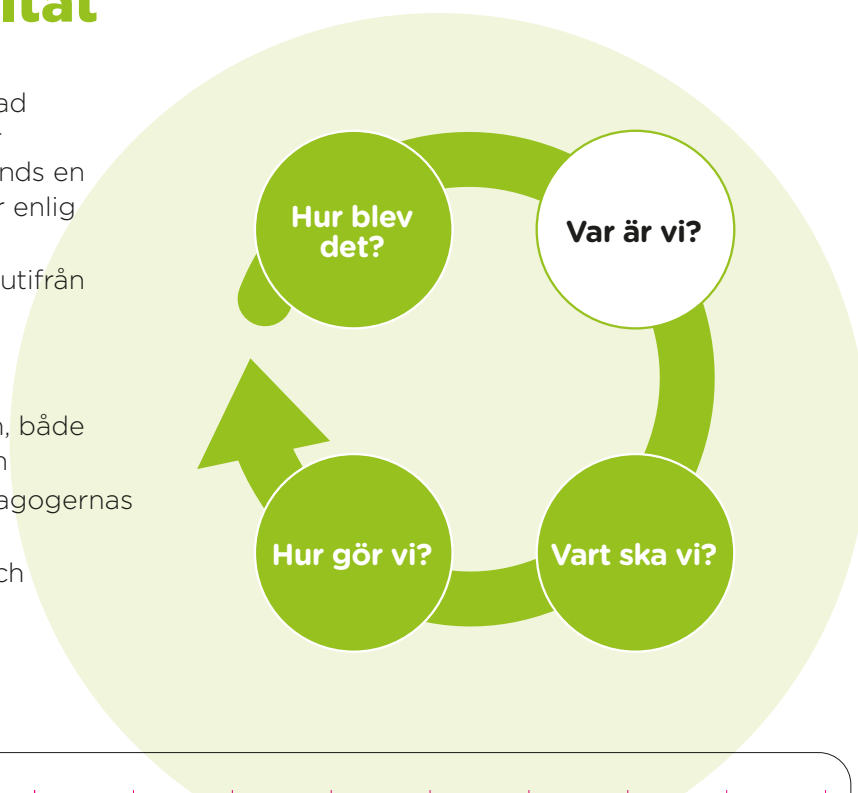 ität
ad
nds en
r enlig
utifrån
n, både
n
agogernas
ch
Hur blev
det?
Var är vi?
Vart ska vi?
Hur gör vi?